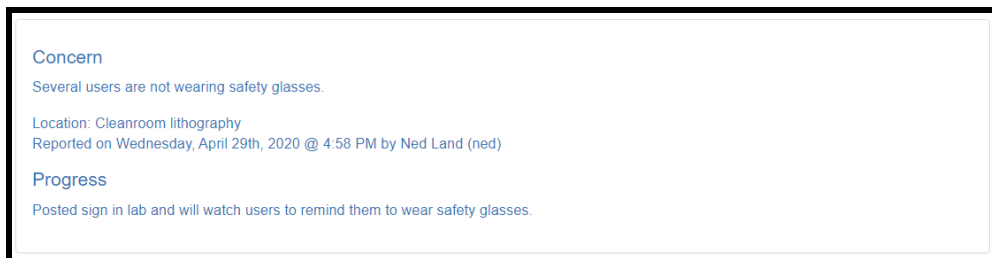 Concern
Several users are not wearing safety glasses.
Location: Cleanroom lithography
Reported on Wednesday, April 29th, 2020 @ 4:58 PM by Ned Land (ned)
Progress
Posted sign in lab and will watch users to remind them to wear safety glasses.